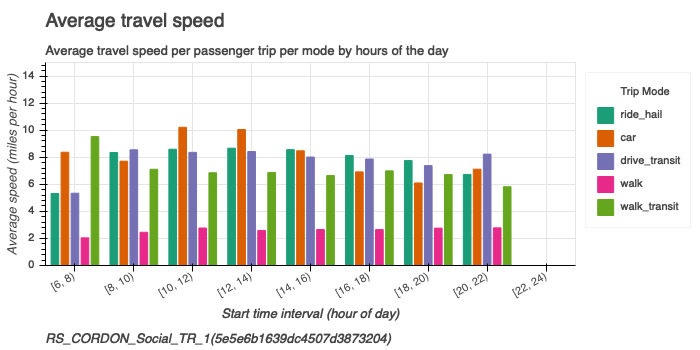 Average travel speed
Average travel speed per passenger trip per mode by hours of the day
Average speed (miles per hour)
14
12
10
8
6
4
2
0
[6, 8)
[8, 10)
[10, 12)
[12, 14)
[14, 16)
[16, 18)
[18, 20)
[20, 22)
[22, 24)
Start time interval (hour of day)
Trip Mode
ride_hail
car
drive_transit
walk
walk_transit
RS_CORDON_Social_TR_1(5e5e6b1639dc4507d3873204)